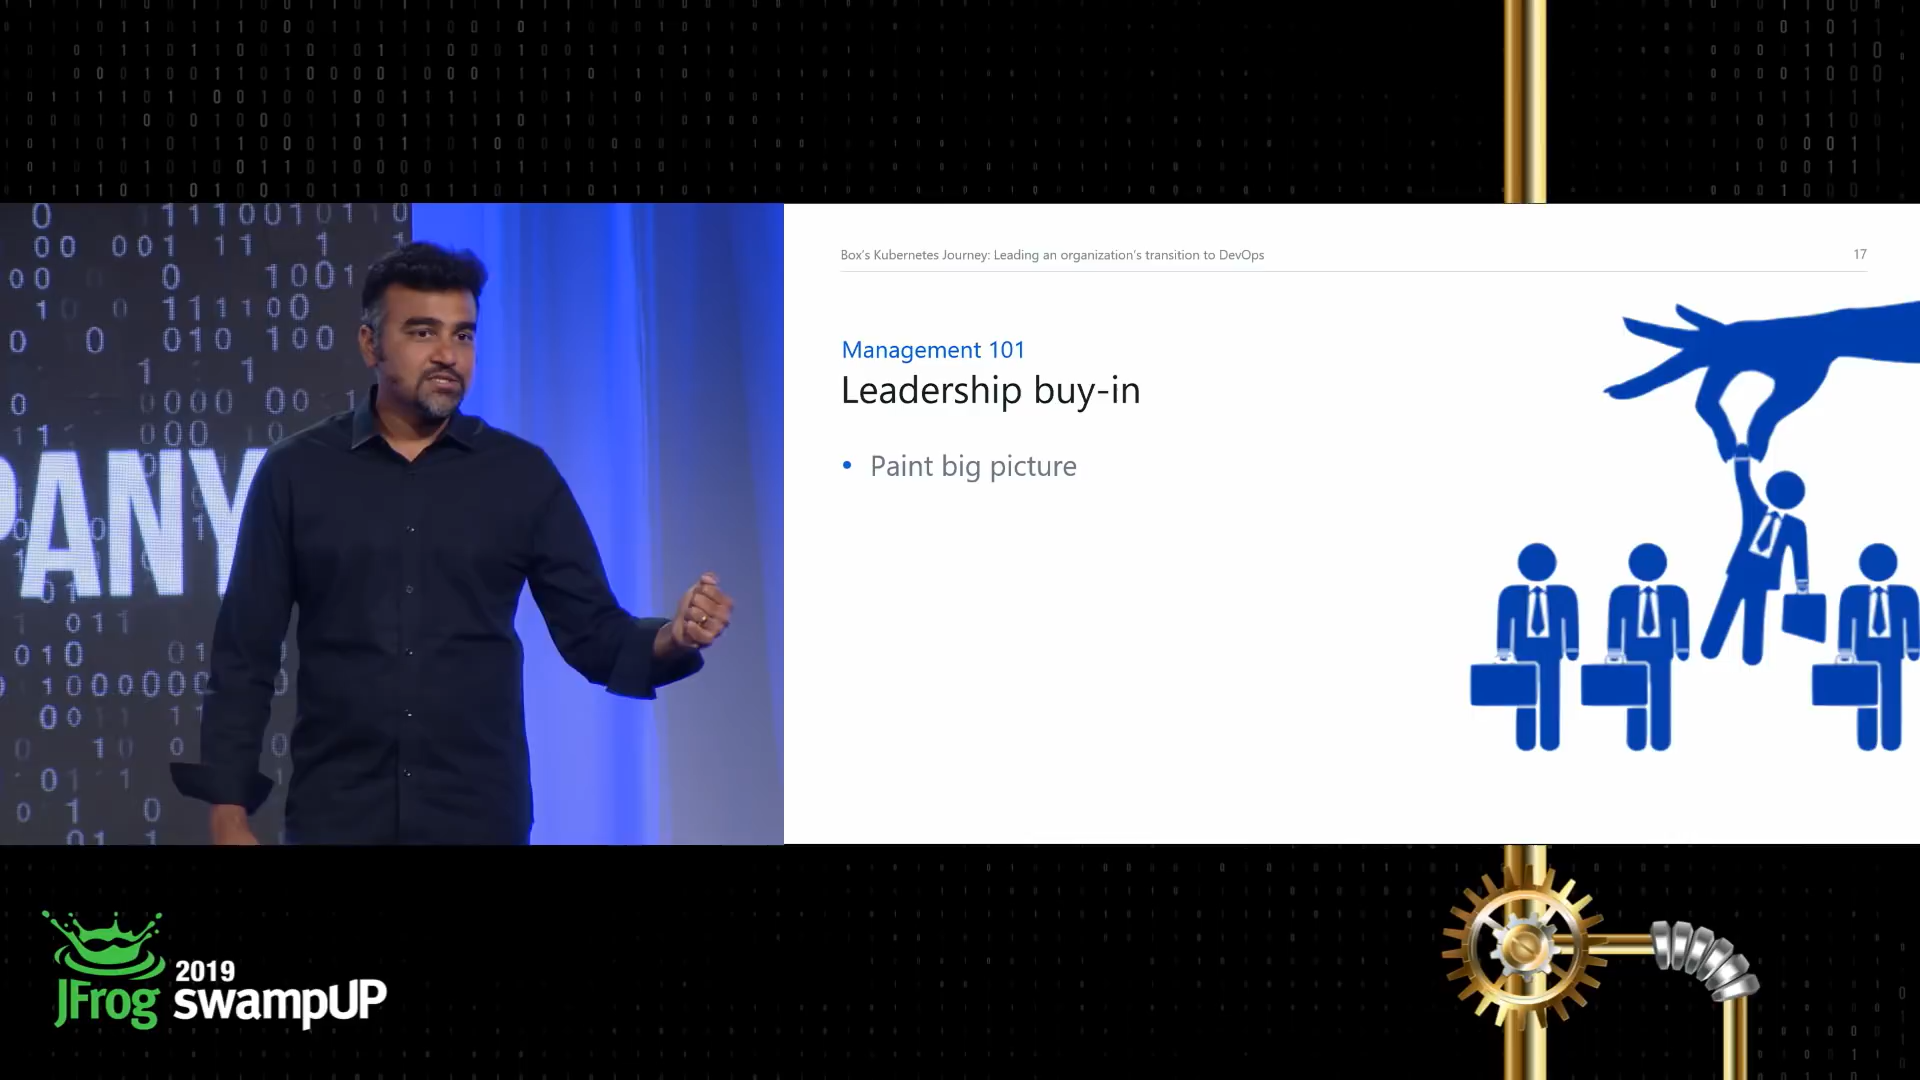 PANY
Box's Kubernetes Journey: Leading an organization's transition to DevOps
17
Management 101
Leadership buy-in
• Paint big picture
JFrog
2019
swampUP